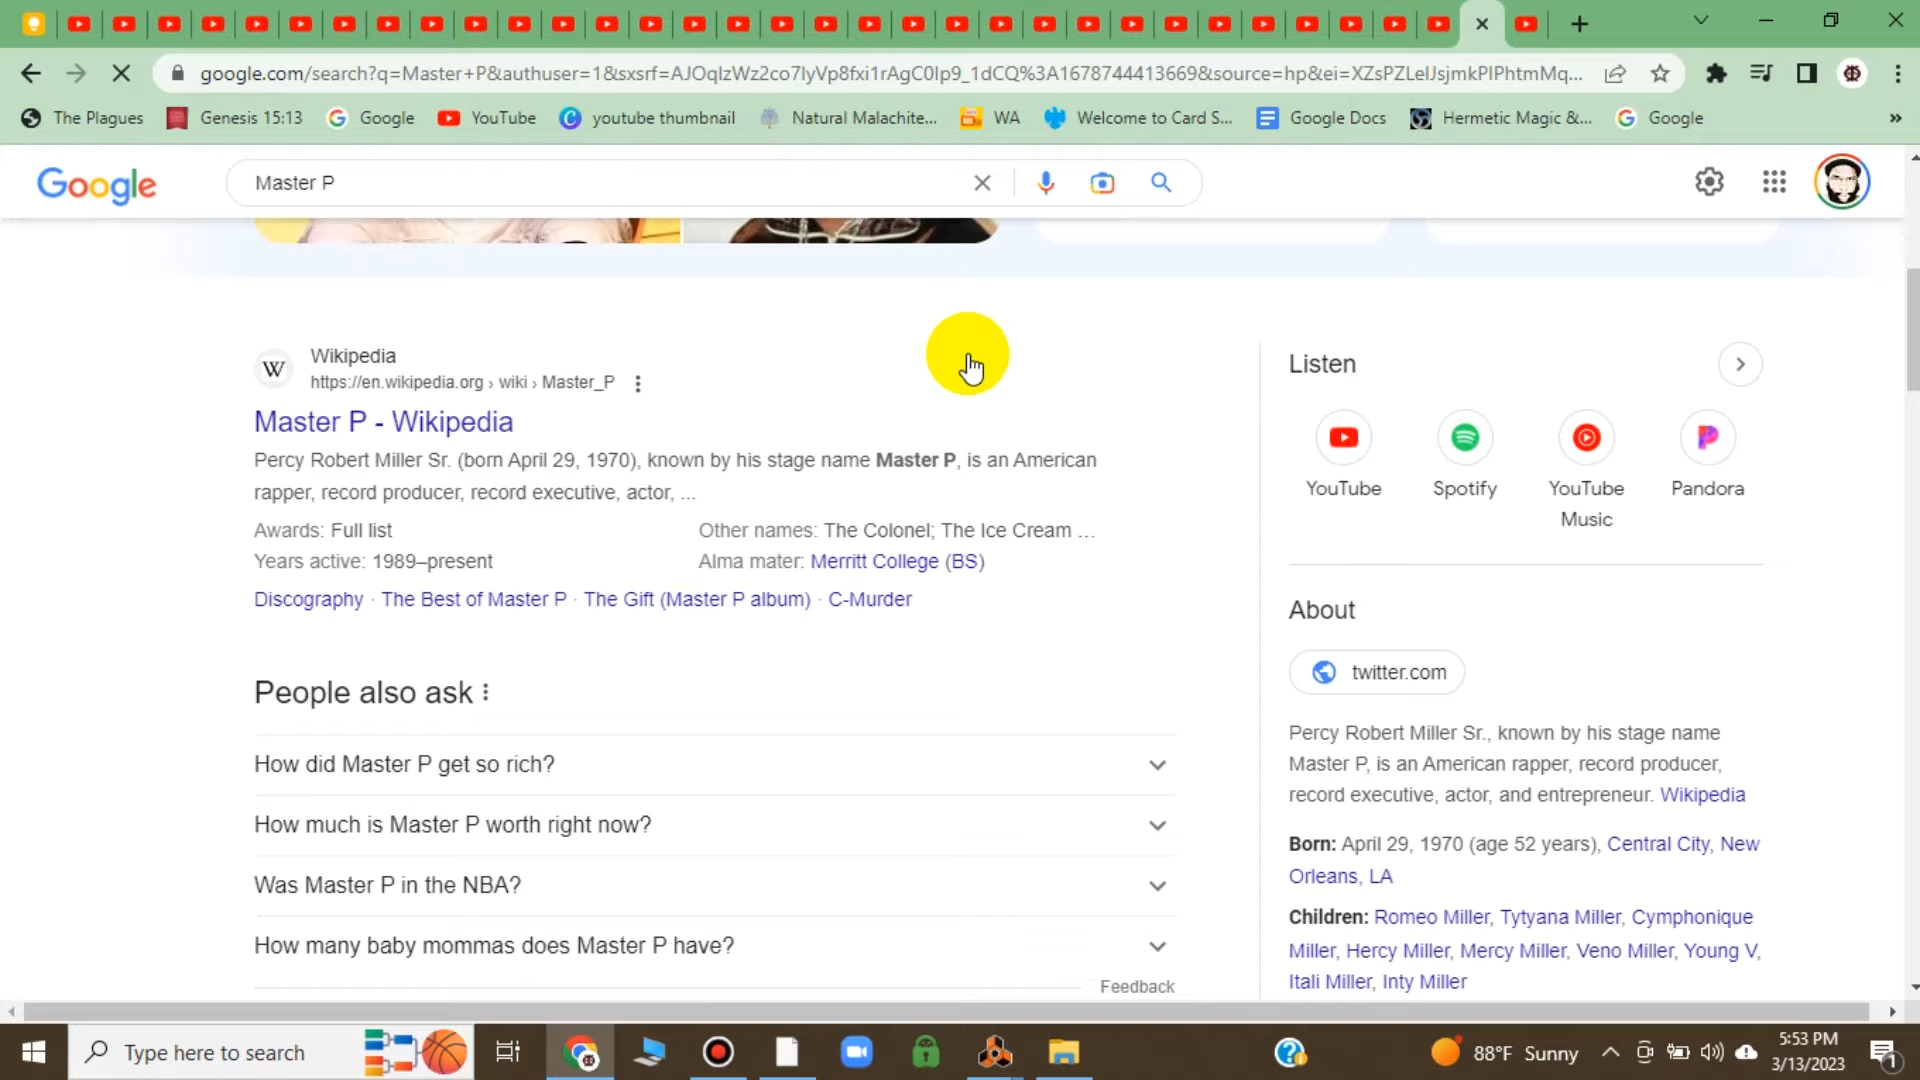 google.com/search?q=Master+P&authuser=1&sxsrf=AJOqlzWz2co7lyVp8fxi1rAgC0Ip9_1dCQ%3A1678744413669&source=hp&ei=XZsPZLeIJsjmkPIPhtmMq...
The Plagues Genesis 15:13 Google YouTube youtube thumbnail Natural Malachite... WA Welcome to Card S... Google Docs Hermetic Magic &... Google »
Google Master P
Wikipedia
https://en.wikipedia.org › wiki › Master_P
Master P - Wikipedia
Percy Robert Miller Sr. (born April 29, 1970), known by his stage name Master P, is an American
rapper, record producer, record executive, actor, ...
Awards: Full list Other names: The Colonel; The Ice Cream ...
Years active: 1989–present Alma mater: Merritt College (BS)
Discography · The Best of Master P · The Gift (Master P album) · C-Murder
People also ask
How did Master P get so rich?
How much is Master P worth right now?
Was Master P in the NBA?
How many baby mommas does Master P have?
Feedback
Listen
YouTube Spotify YouTube Music Pandora
About
twitter.com
Percy Robert Miller Sr., known by his stage name
Master P, is an American rapper, record producer,
record executive, actor, and entrepreneur. Wikipedia
Born: April 29, 1970 (age 52 years), Central City, New
Orleans, LA
Children: Romeo Miller, Tytyana Miller, Cymphonique
Miller, Hercy Miller, Mercy Miller, Veno Miller, Young V,
Itali Miller, Inty Miller
Type here to search
88°F Sunny
5:53 PM
3/13/2023
1